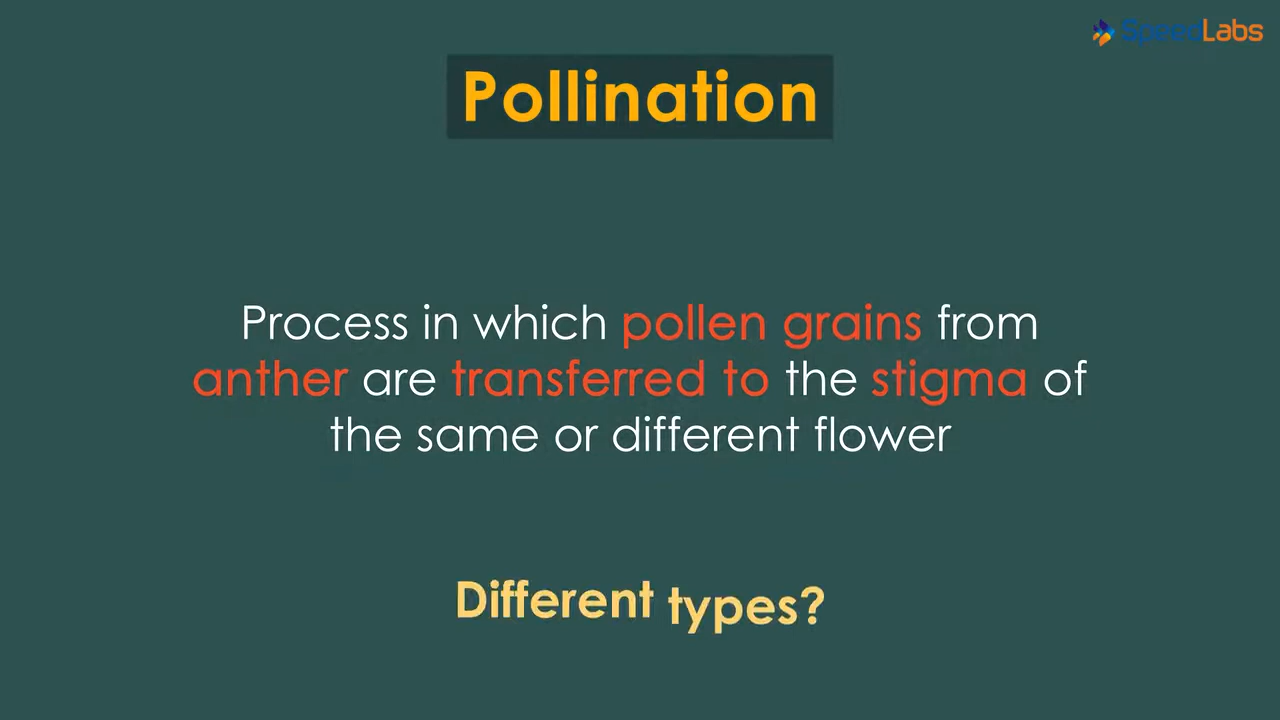 SpeedLabs
Pollination
Process in which pollen grains from
anther are transferred to the stigma of
the same or different flower
Different types?